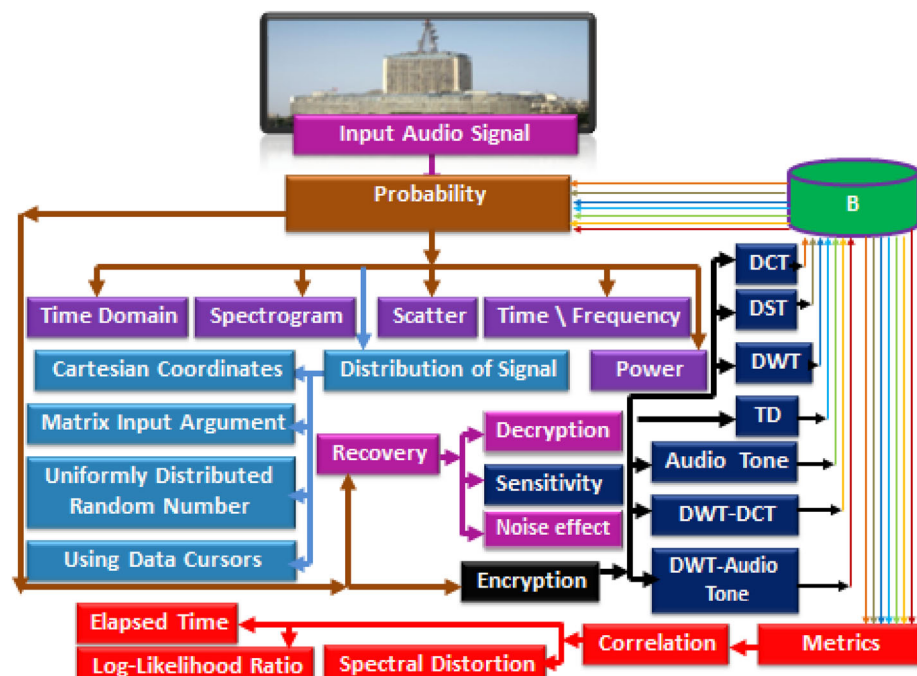 Input Audio Signal
Probability
B
DCT
DST
Time Domain
Spectrogram
Scatter
Time \ Frequency
Cartesian Coordinates
Distribution of Signal
Power
DWT
Matrix Input Argument
TD
Decryption
Recovery
Audio Tone
Uniformly Distributed
Random Number
Sensitivity
DWT-DCT
Noise effect
Using Data Cursors
Encryption
DWT-Audio
Tone
Elapsed Time
Correlation
Metrics
Log-Likelihood Ratio
Spectral Distortion